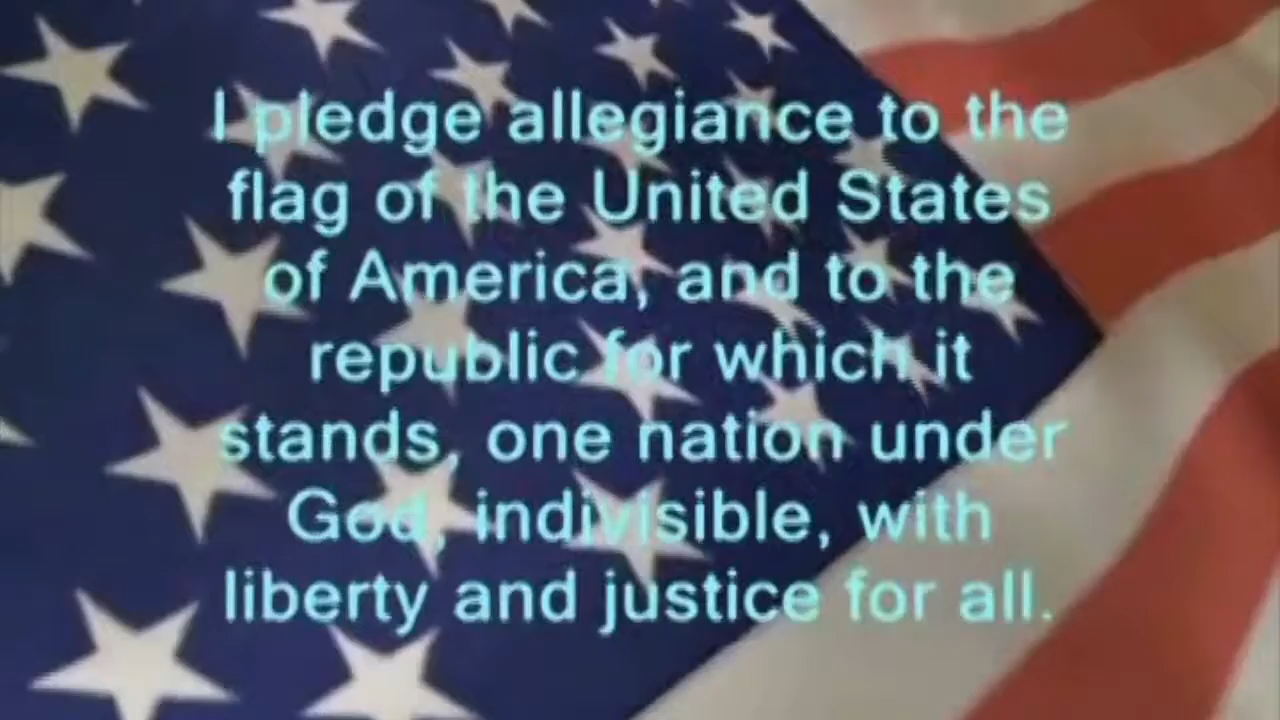 I pledge allegiance to the
flag of the United States
of America, and to the
republic for which it
stands, one nation under
God, indivisible, with
liberty and justice for all.